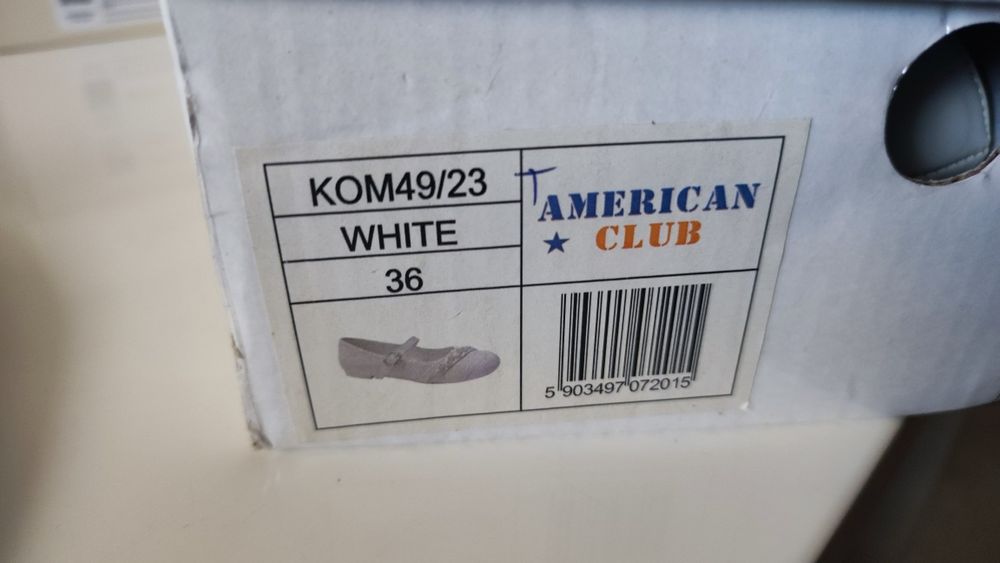 KOM49/23
WHITE
36
T
AMERICAN
CLUB
5 903497 072015